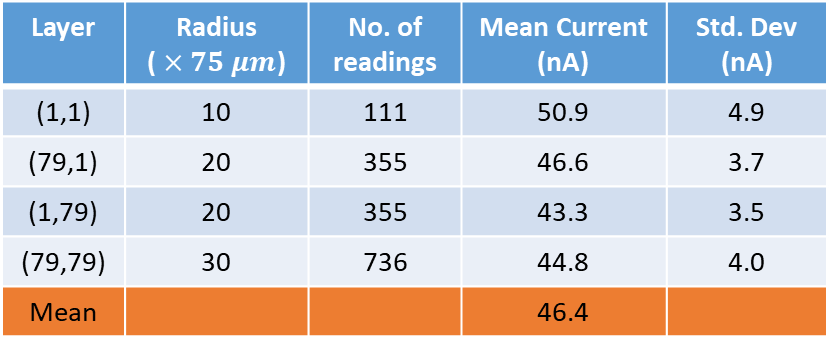 Layer Radius No. of Mean Current Std. Dev
( × 75 𝝁𝒎) readings (nA) (nA)
(1,1) 10 111 50.9 4.9
(79,1) 20 355 46.6 3.7
(1,79) 20 355 43.3 3.5
(79,79) 30 736 44.8 4.0
Mean 46.4